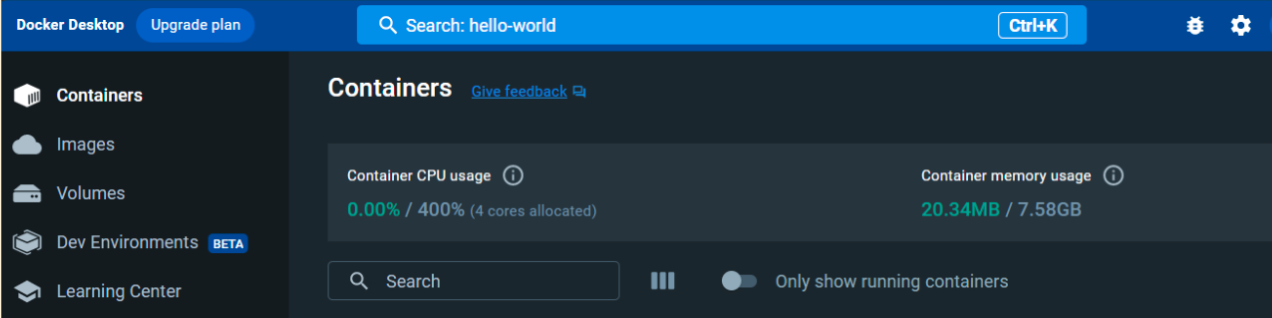 Docker Desktop Upgrade plan Search: hello-world Ctrl+K
Containers
Images
Volumes
Dev Environments BETA
Learning Center
Containers Give feedback
Container CPU usage
0.00% / 400% (4 cores allocated)
Container memory usage
20.34MB / 7.58GB
Search Only show running containers